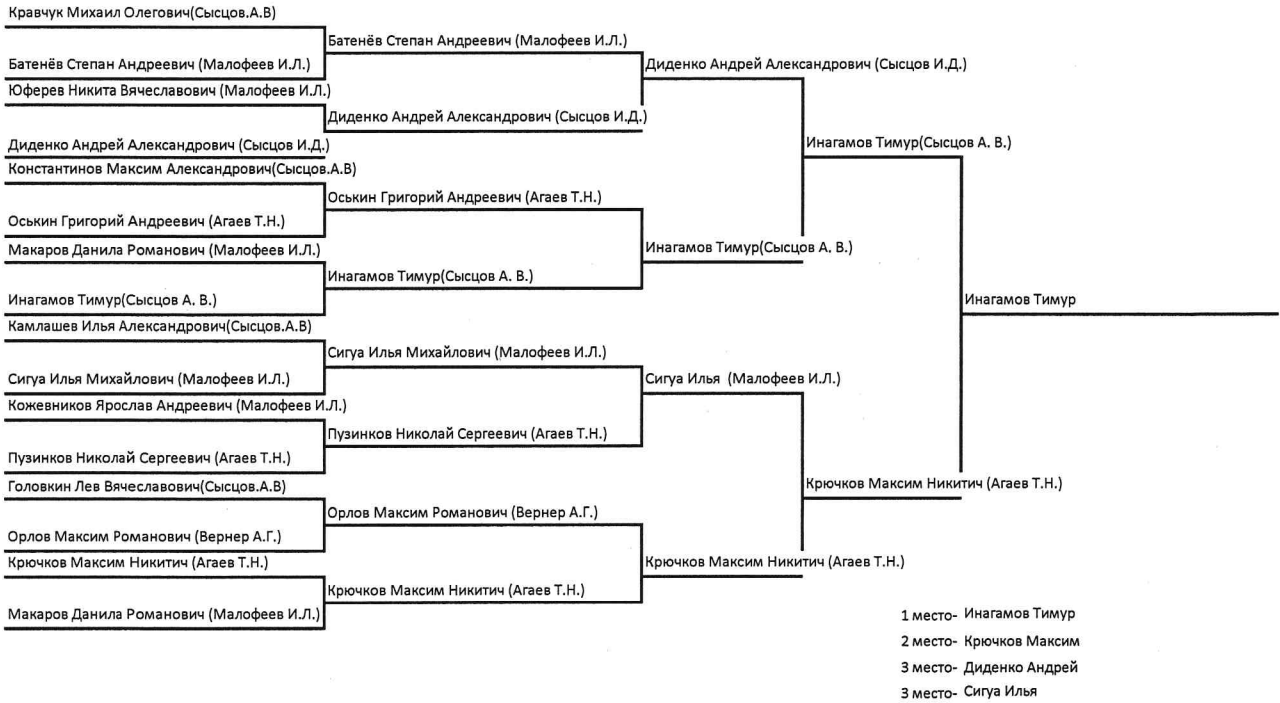 Кравчук Михаил Олегович(Сысцов.А.В)
Батенёв Степан Андреевич (Малофеев И.Л.)
Батенёв Степан Андреевич (Малофеев И.Л.)
Диденко Андрей Александрович (Сысцов И.Д.)
Юферев Никита Вячеславович (Малофеев И.Л.)
Диденко Андрей Александрович (Сысцов И.Д.)
Диденко Андрей Александрович (Сысцов И.Д.)
Инагамов Тимур(Сысцов А. В.)
Константинов Максим Александрович(Сысцов.А.В)
Оськин Григорий Андреевич (Агаев Т.Н.)
Оськин Григорий Андреевич (Агаев Т.Н.)
Макаров Данила Романович (Малофеев И.Л.)
Инагамов Тимур(Сысцов А. В.)
Инагамов Тимур(Сысцов А. В.)
Инагамов Тимур(Сысцов А. В.)
Инагамов Тимур
Камлашев Илья Александрович(Сысцов.А.В)
Сигуа Илья Михайлович (Малофеев И.Л.)
Сигуа Илья Михайлович (Малофеев И.Л.)
Сигуа Илья (Малофеев И.Л.)
Кожевников Ярослав Андреевич (Малофеев И.Л.)
Пузинков Николай Сергеевич (Агаев Т.Н.)
Пузинков Николай Сергеевич (Агаев Т.Н.)
Головкин Лев Вячеславович(Сысцов.А.В)
Крючков Максим Никитич (Агаев Т.Н.)
Орлов Максим Романович (Вернер А.Г.)
Орлов Максим Романович (Вернер А.Г.)
Крючков Максим Никитич (Агаев Т.Н.)
Крючков Максим Никитич (Агаев Т.Н.)
Крючков Максим Никитич (Агаев Т.Н.)
Макаров Данила Романович (Малофеев И.Л.)
1 место- Инагамов Тимур
2 место- Крючков Максим
3 место- Диденко Андрей
3 место- Сигуа Илья